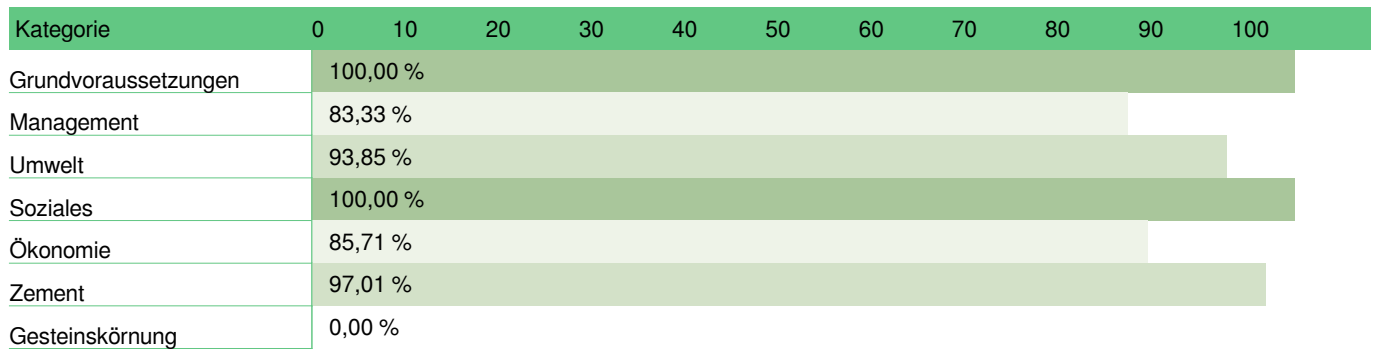 Kategorie 0 10 20 30 40 50 60 70 80 90 100
Grundvoraussetzungen 100,00 %
Management 83,33 %
Umwelt 93,85 %
Soziales 100,00 %
Ökonomie 85,71 %
Zement 97,01 %
Gesteinskörnung 0,00 %